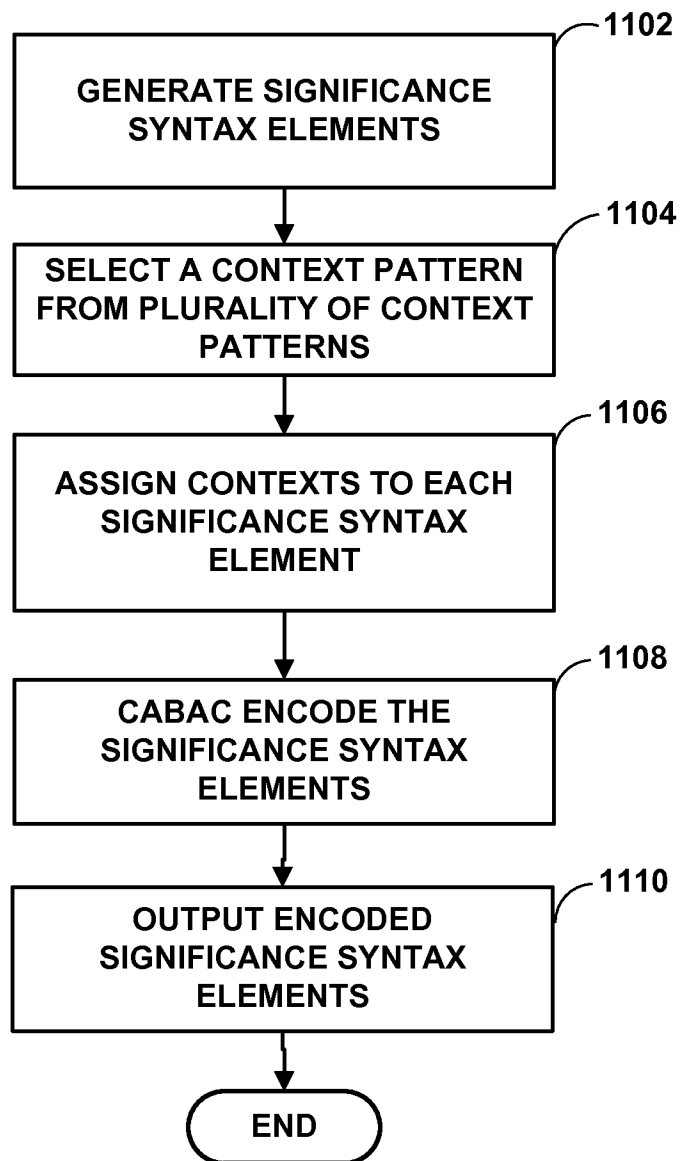 1102
GENERATE SIGNIFICANCE
SYNTAX ELEMENTS
1104
SELECT A CONTEXT PATTERN
FROM PLURALITY OF CONTEXT
PATTERNS
1106
ASSIGN CONTEXTS TO EACH
SIGNIFICANCE SYNTAX
ELEMENT
1108
CABAC ENCODE THE
SIGNIFICANCE SYNTAX
ELEMENTS
1110
OUTPUT ENCODED
SIGNIFICANCE SYNTAX
ELEMENTS
END